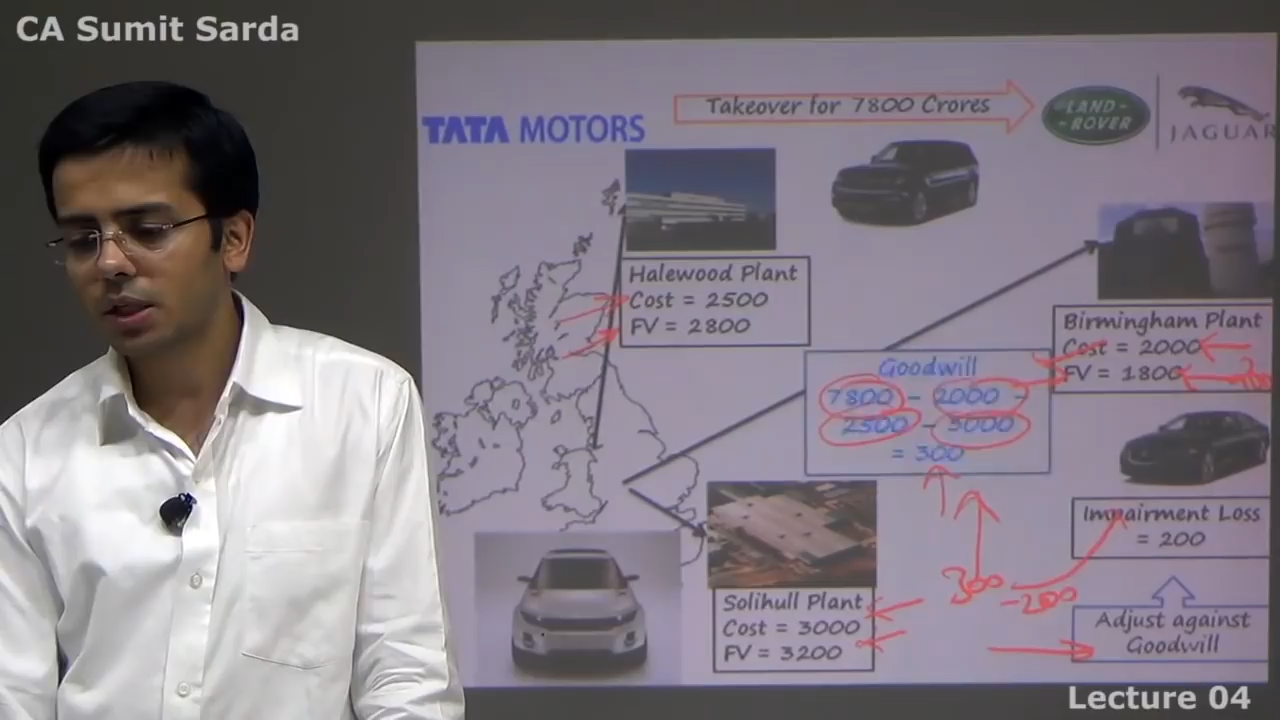 CA Sumit Sarda
Takeover for 7800 Crores
TATA MOTORS
LAND-
-ROVER
JAGUAR
Halewood Plant
Cost = 2500
FV = 2800
Birmingham Plant
Cost = 2000
FV = 1800
Goodwill
7800 - 2000 -
2500 - 3000
= 300
Impairment Loss
= 200
300
-200
Solihull Plant
Cost = 3000
FV = 3200
Adjust against
Goodwill
Lecture 04